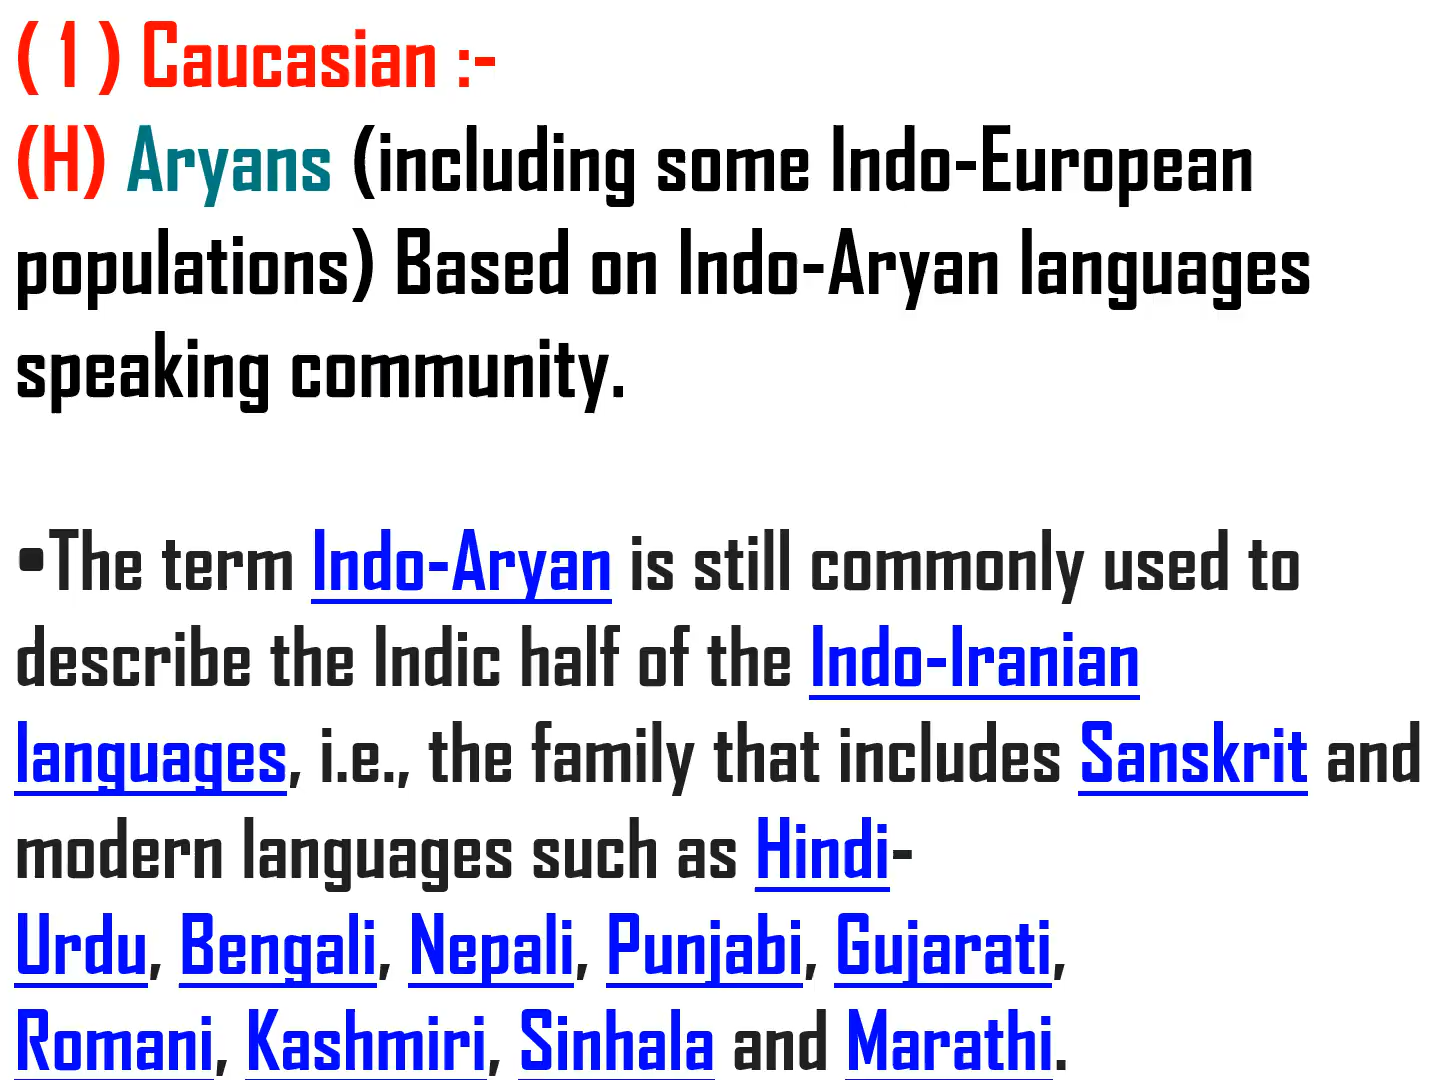 (1) Caucasian :-
(H) Aryans (including some Indo-European
populations) Based on Indo-Aryan languages
speaking community.
•The term Indo-Aryan is still commonly used to
describe the Indic half of the Indo-Iranian
languages, i.e., the family that includes Sanskrit and
modern languages such as Hindi-
Urdu, Bengali, Nepali, Punjabi, Gujarati,
Romani, Kashmiri, Sinhala and Marathi.